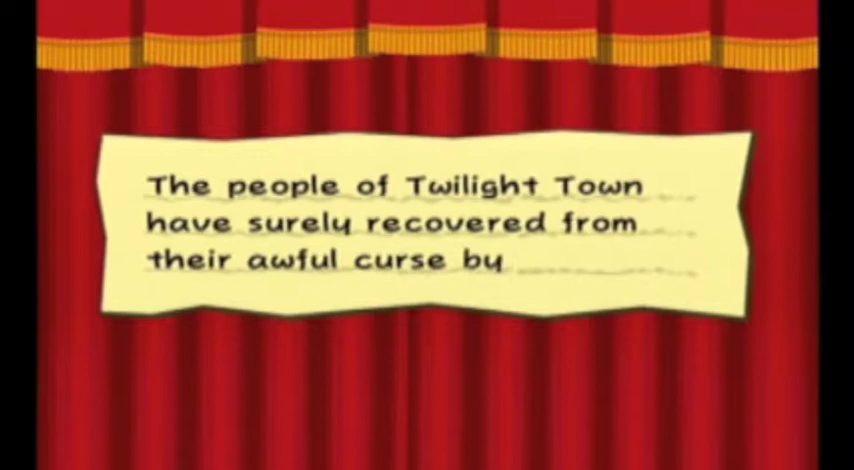 The people of Twilight Town
have surely recovered from
their awful curse by